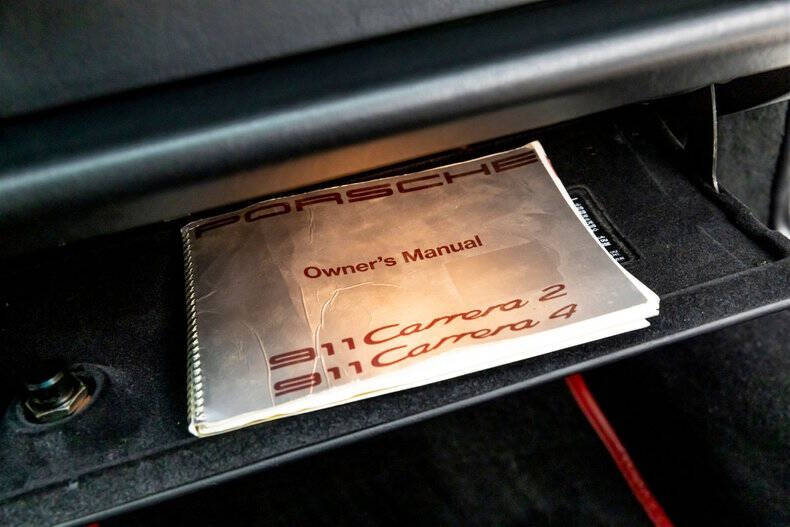 PORSCHE
Owner's Manual
911 Carrera 2
911 Carrera 4